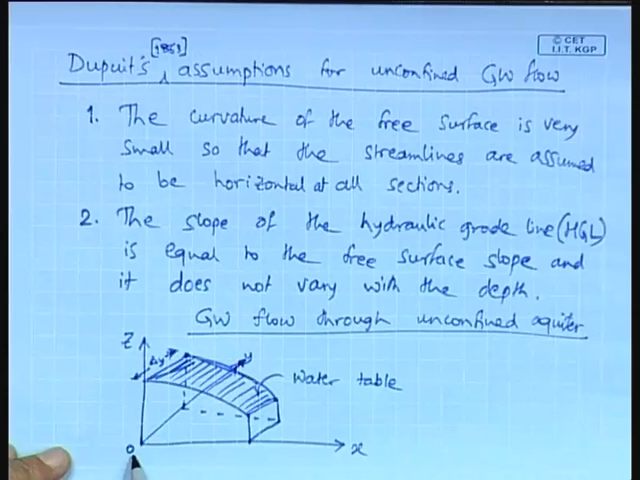 © CET
I.I.T. KGP
[1863]
Dupuit's ∧ assumptions for unconfined GW flow
1. The curvature of the free surface is very
small so that the streamlines are assumed
to be horizontal at all sections.
2. The slope of the hydraulic grade line (HGL)
is equal to the free surface slope and
it does not vary with the depth.
GW flow through unconfined aquifer
Z
Δy
y
Water table
O
x